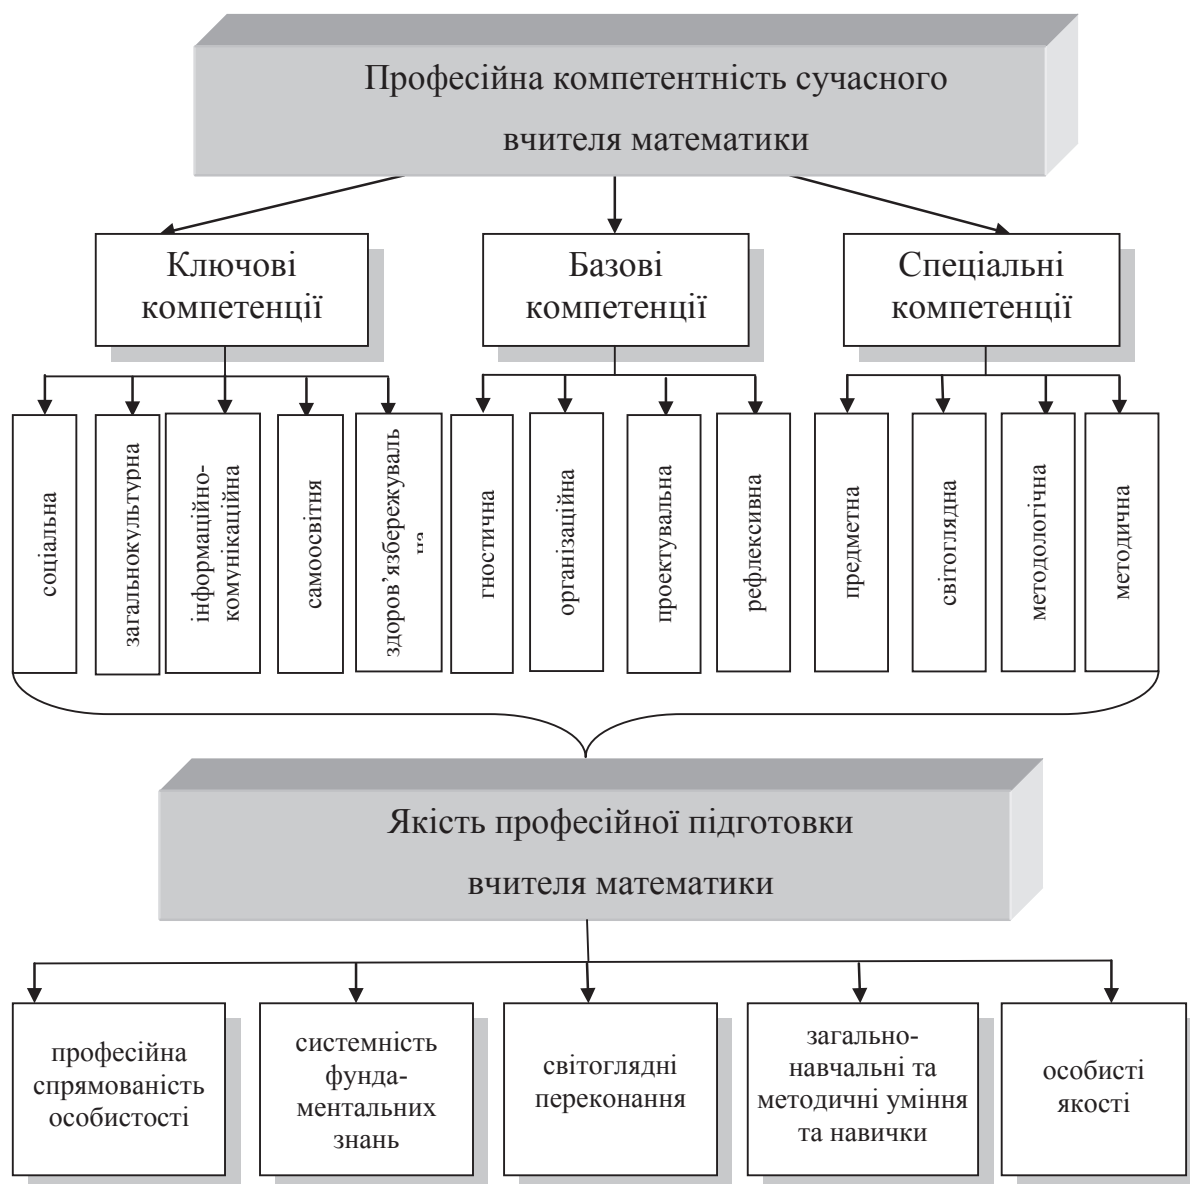 Професійна компетентність сучасного
вчителя математики
Ключові
компетенції
Базові
компетенції
Спеціальні
компетенції
соціальна
загальнокультурна
інформаційно-
комунікаційна
самоосвітня
здоров’язбережуваль
на
гностична
організаційна
проектувальна
рефлексивна
предметна
світоглядна
методологічна
методична
Якість професійної підготовки
вчителя математики
професійна
спрямованість
особистості
системність
фунда-
ментальних
знань
світоглядні
переконання
загально-
навчальні та
методичні уміння
та навички
особисті
якості